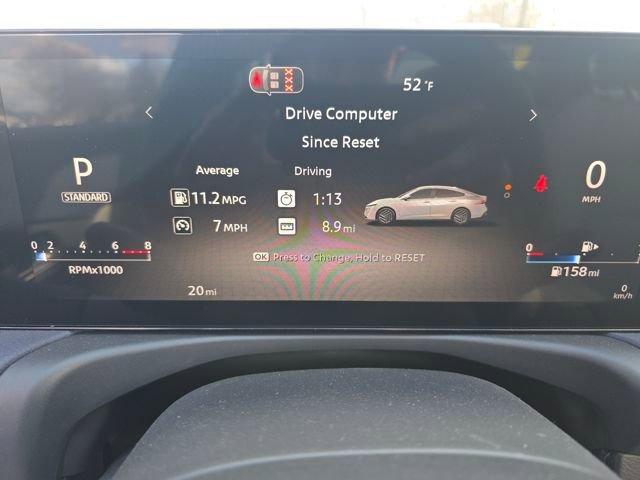 52 °F
Drive Computer
Since Reset
Average Driving
P
STANDARD
11.2 MPG 1:13
7 MPH 8.9 mi
0
MPH
OK Press to Change, Hold to RESET
0 2 4 6 8
RPMx1000
0
158 mi
20 mi
0
km/h